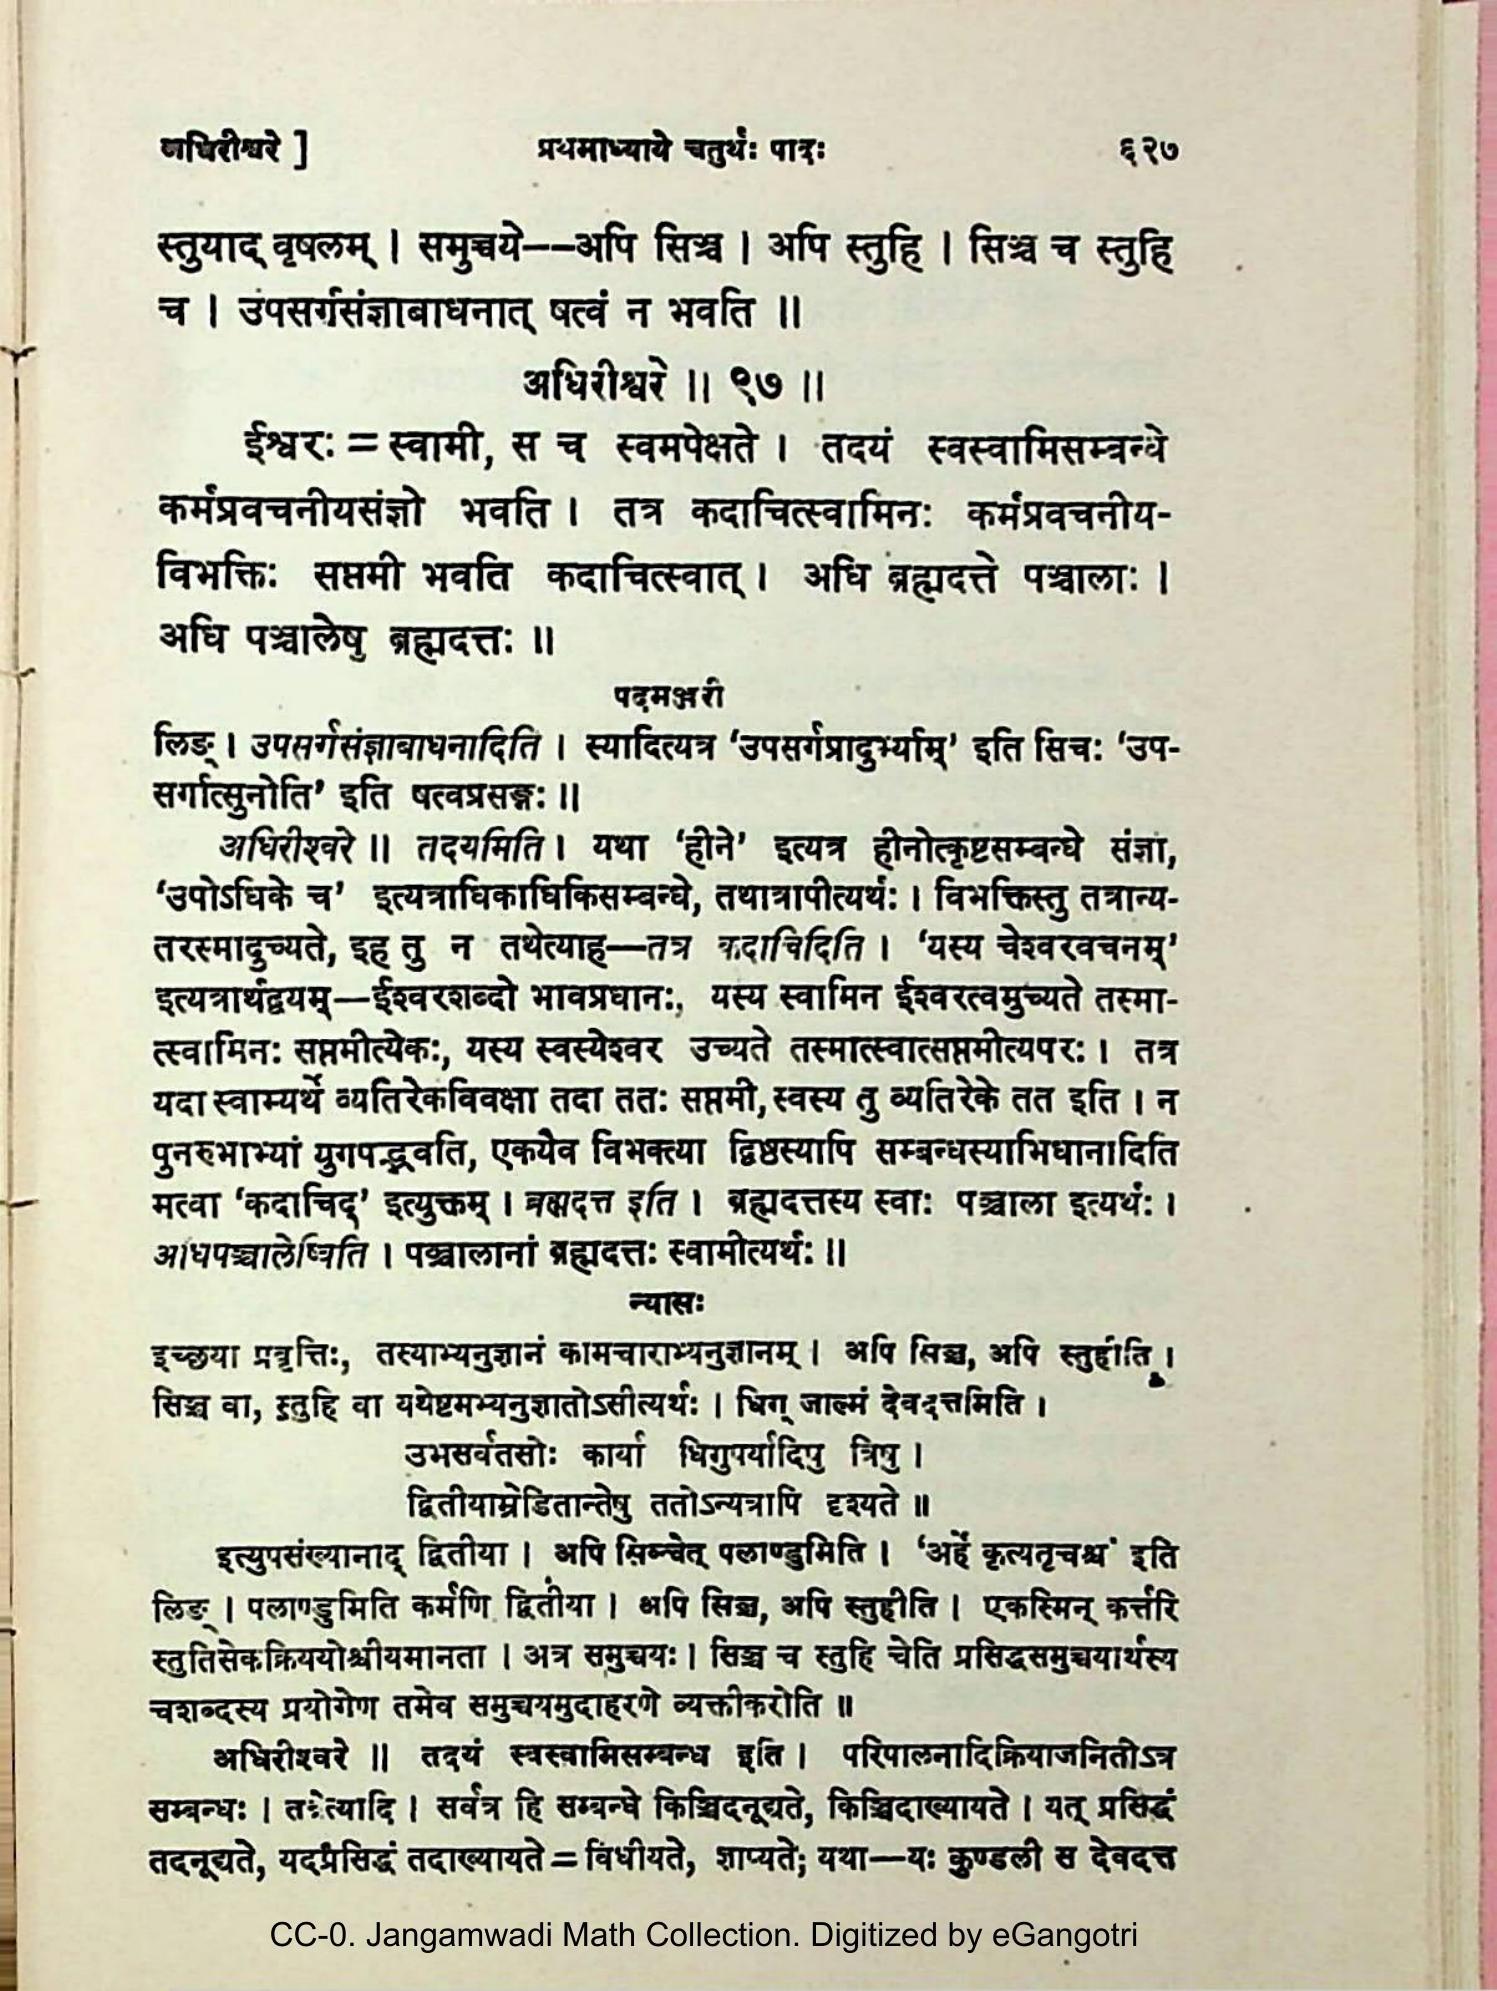 अधिरीश्वरे ] प्रथमाध्याये चतुर्थः पादः ६२७
स्तुयाद् वृषलम् । समुच्चये––अपि सिञ्च । अपि स्तुहि । सिञ्च च स्तुहि
च । उपसर्गसंज्ञाबाधनात् षत्वं न भवति ॥
अधिरीश्वरे ॥ ९७ ॥
ईश्वरः = स्वामी, स च स्वमपेक्षते । तदयं स्वस्वामिसम्बन्धे
कर्मप्रवचनीयसंज्ञो भवति । तत्र कदाचित्स्वामिनः कर्मप्रवचनीय-
विभक्तिः सप्तमी भवति कदाचित्स्वात् । अधि ब्रह्मदत्ते पञ्चालाः ।
अधि पञ्चालेषु ब्रह्मदत्तः ॥
पदमञ्जरी
लिङ् । उपसर्गसंज्ञाबाधनादिति । स्यादित्यत्र ‘उपसर्गप्रादुर्भ्याम्’ इति सिचः ‘उप-
सर्गात्सुनोति’ इति षत्वप्रसङ्गः ॥
अधिरीश्वरे ॥ तदयमिति । यथा ‘हीने’ इत्यत्र हीनोत्कृष्टसम्बन्धे संज्ञा,
‘उपोऽधिके च’ इत्यत्राधिकाधिकिसम्बन्धे, तथात्रापीत्यर्थः । विभक्तिस्तु तत्रान्य-
तरस्मादुच्यते, इह तु न तथेत्याह—तत्र कदाचिदिति । ‘यस्य चेश्वरवचनम्’
इत्यत्रार्थद्वयम्—ईश्वरशब्दो भावप्रधानः, यस्य स्वामिन ईश्वरत्वमुच्यते तस्मा-
त्स्वामिनः सप्तमीत्येकः, यस्य स्वस्येश्वर उच्यते तस्मात्स्वात्सप्तमीत्यपरः । तत्र
यदा स्वाम्यर्थे व्यतिरेकविवक्षा तदा ततः सप्तमी, स्वस्य तु व्यतिरेके तत इति । न
पुनरुभाभ्यां युगपद्भवति, एकयैव विभक्त्या द्विष्ठस्यापि सम्बन्धस्याभिधानादिति
मत्वा ‘कदाचिद्’ इत्युक्तम् । ब्रह्मदत्त इति । ब्रह्मदत्तस्य स्वाः पञ्चाला इत्यर्थः ।
अधिपञ्चालेष्विति । पञ्चालानां ब्रह्मदत्तः स्वामीत्यर्थः ॥
न्यासः
इच्छया प्रवृत्तिः, तस्याभ्यनुज्ञानं कामचाराभ्यनुज्ञानम् । अपि सिञ्च, अपि स्तुहीति ।
सिञ्च वा, स्तुहि वा यथेष्टमभ्यनुज्ञातोऽसीत्यर्थः । धिग् जाल्मं देवदत्तमिति ।
उभसर्वतसोः कार्या धिगुपर्यादिषु त्रिषु ।
द्वितीयाम्रेडितान्तेषु ततोऽन्यत्रापि दृश्यते ॥
इत्युपसंख्यानाद् द्वितीया । अपि सिञ्चेत् पलाण्डुमिति । ‘अर्हे कृत्यतृचश्च’ इति
लिङ् । पलाण्डुमिति कर्मणि द्वितीया । अपि सिञ्च, अपि स्तुहीति । एकस्मिन् कर्त्तरि
स्तुतिसेकक्रिययोश्चीयमानता । अत्र समुच्चयः । सिञ्च च स्तुहि चेति प्रसिद्धसमुच्चयार्थस्य
चशब्दस्य प्रयोगेण तमेव समुच्चयमुदाहरणे व्यक्तीकरोति ॥
अधिरीश्वरे ॥ तदयं स्वस्वामिसम्बन्ध इति । परिपालनादिक्रियाजनितोऽत्र
सम्बन्धः । तत्रेत्यादि । सर्वत्र हि सम्बन्धे किञ्चिदनूद्यते, किञ्चिदाख्यायते । यत् प्रसिद्धं
तदनूद्यते, यदप्रसिद्धं तदाख्यायते = विधीयते, ज्ञाप्यते; यथा—यः कुण्डली स देवदत्त
CC-0. Jangamwadi Math Collection. Digitized by eGangotri